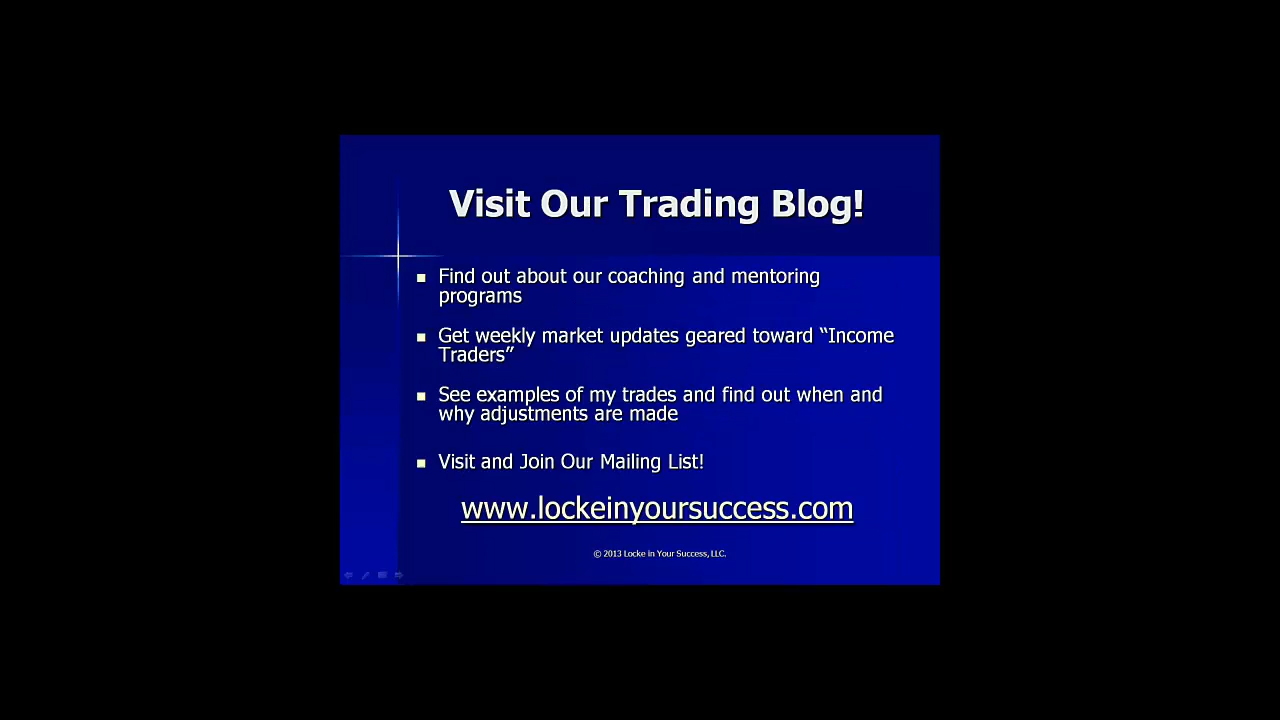 Visit Our Trading Blog!
■ Find out about our coaching and mentoring
programs
■ Get weekly market updates geared toward “Income
Traders”
■ See examples of my trades and find out when and
why adjustments are made
■ Visit and Join Our Mailing List!
www.lockeinyoursuccess.com
© 2013 Locke in Your Success, LLC.